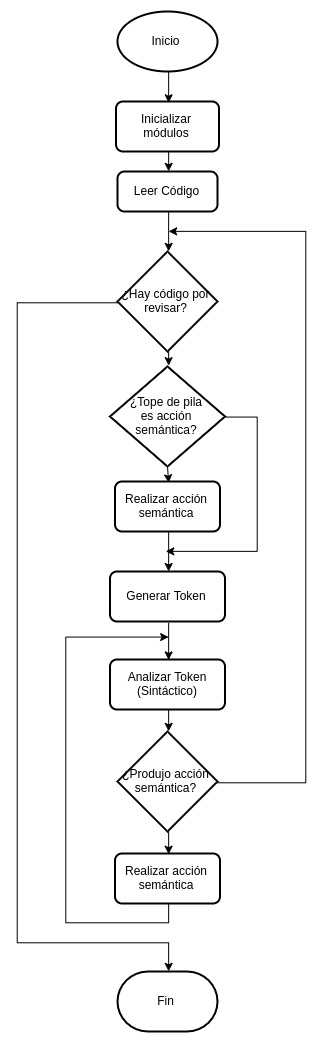 Inicio
Inicializar
módulos
Leer Código
¿Hay código por
revisar?
¿Tope de pila
es acción
semántica?
Realizar acción
semántica
Generar Token
Analizar Token
(Sintáctico)
¿Produjo acción
semántica?
Realizar acción
semántica
Fin